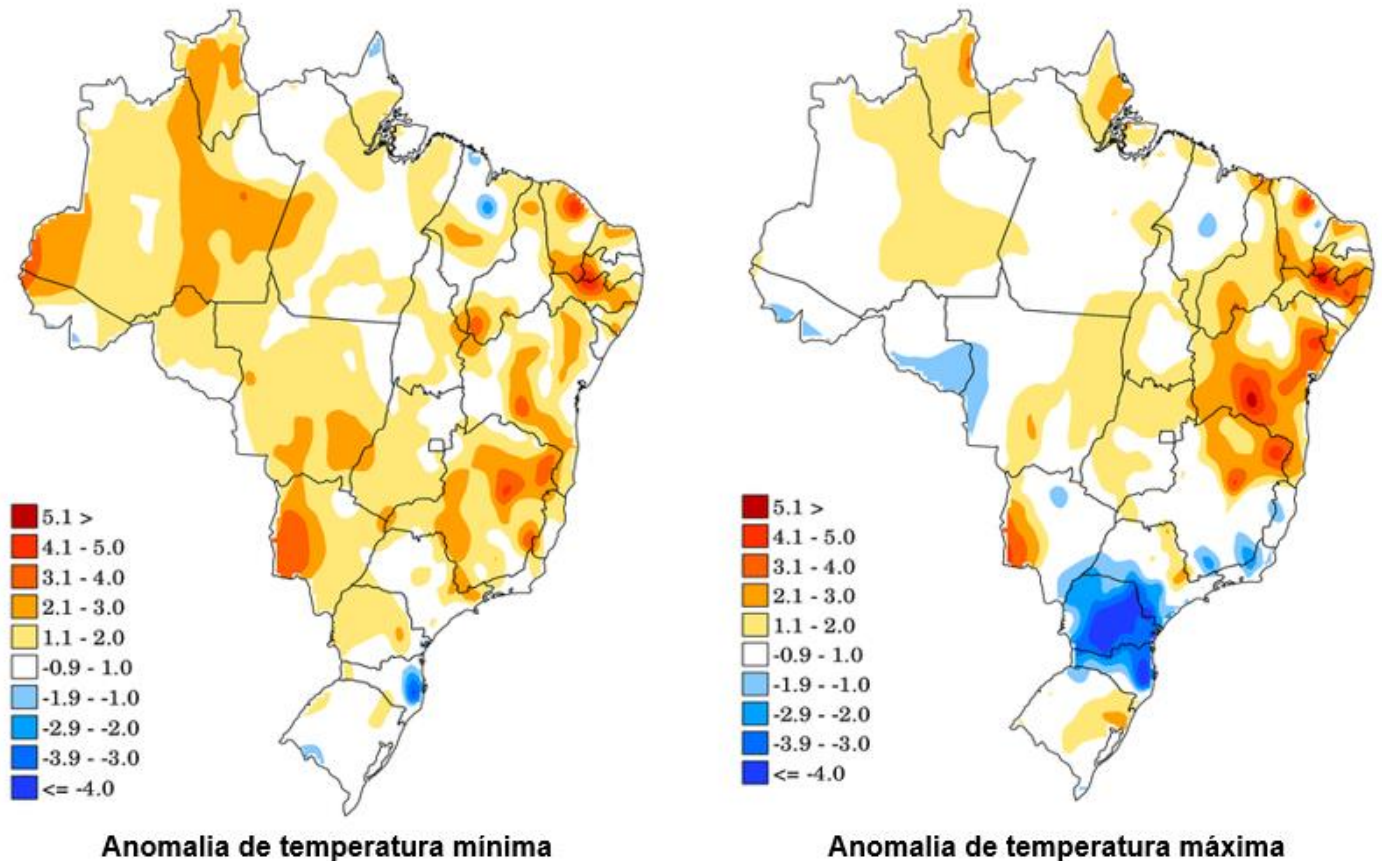 5.1 >
4.1 - 5.0
3.1 - 4.0
2.1 - 3.0
1.1 - 2.0
-0.9 - 1.0
-1.9 - -1.0
-2.9 - -2.0
-3.9 - -3.0
<= -4.0
Anomalia de temperatura mínima
5.1 >
4.1 - 5.0
3.1 - 4.0
2.1 - 3.0
1.1 - 2.0
-0.9 - 1.0
-1.9 - -1.0
-2.9 - -2.0
-3.9 - -3.0
<= -4.0
Anomalia de temperatura máxima